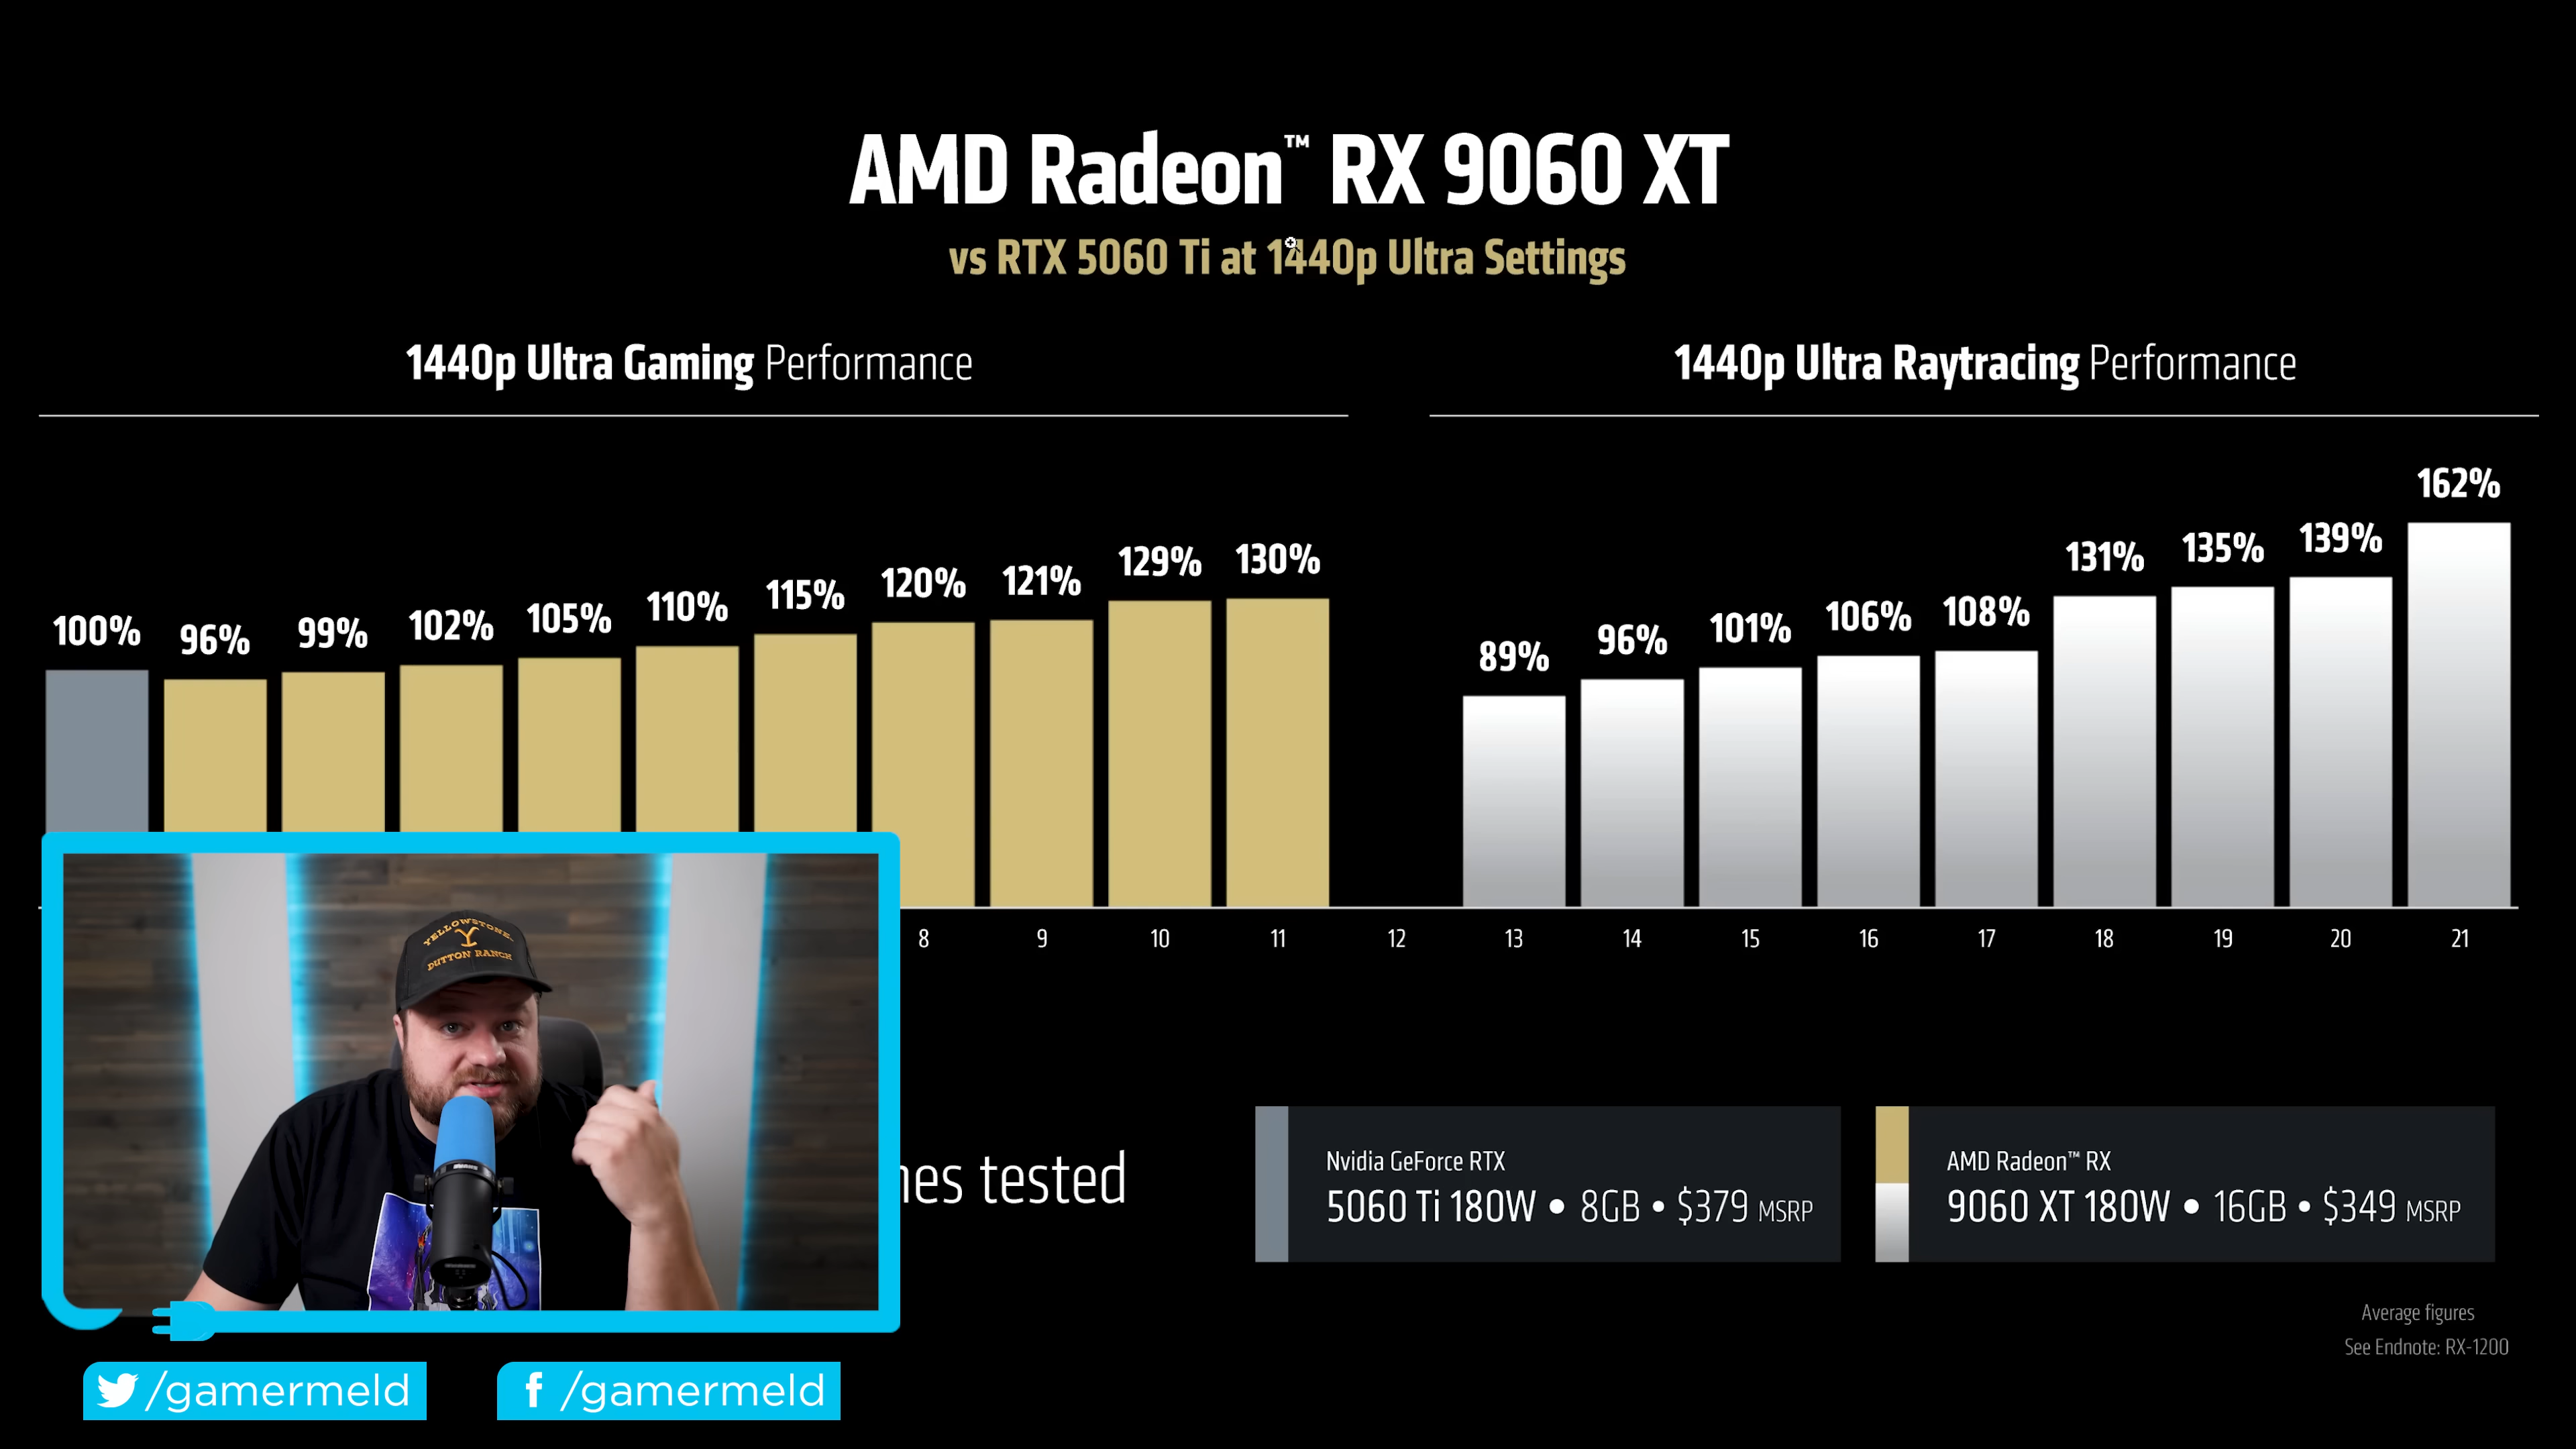 AMD Radeon™ RX 9060 XT
vs RTX 5060 Ti at 1440p Ultra Settings
1440p Ultra Gaming Performance
100% 96% 99% 102% 105% 110% 115% 120% 121% 129% 130%
1440p Ultra Raytracing Performance
89% 96% 101% 106% 108% 131% 135% 139% 162%
8 9 10 11 12 13 14 15 16 17 18 19 20 21
YELLOWSTONE
Y
DUTTON RANCH
tested
Nvidia GeForce RTX
5060 Ti 180W • 8GB • $379 MSRP
AMD Radeon™ RX
9060 XT 180W • 16GB • $349 MSRP
Average figures
See Endnote: RX-1200
/gamermeld
f /gamermeld